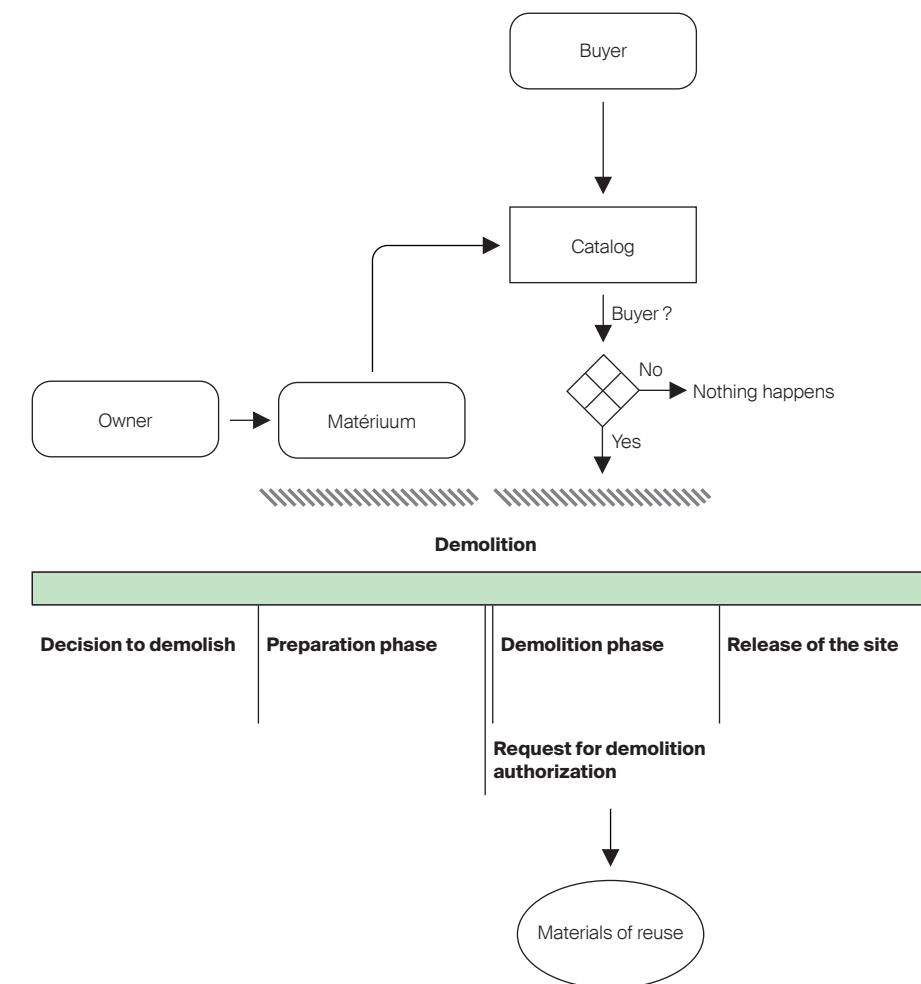 Buyer
Catalog
Buyer ?
No
Nothing happens
Owner
Matériuum
Yes
Demolition
Decision to demolish
Preparation phase
Demolition phase
Release of the site
Request for demolition
authorization
Materials of reuse